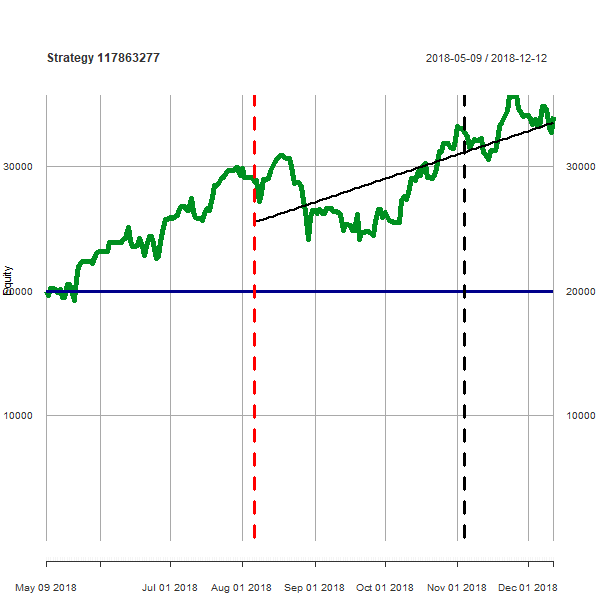 Strategy 117863277
2018-05-09 / 2018-12-12
30000
30000
Equity
20000
20000
10000
10000
May 09 2018
Jul 01 2018
Aug 01 2018
Sep 01 2018
Oct 01 2018
Nov 01 2018
Dec 01 2018